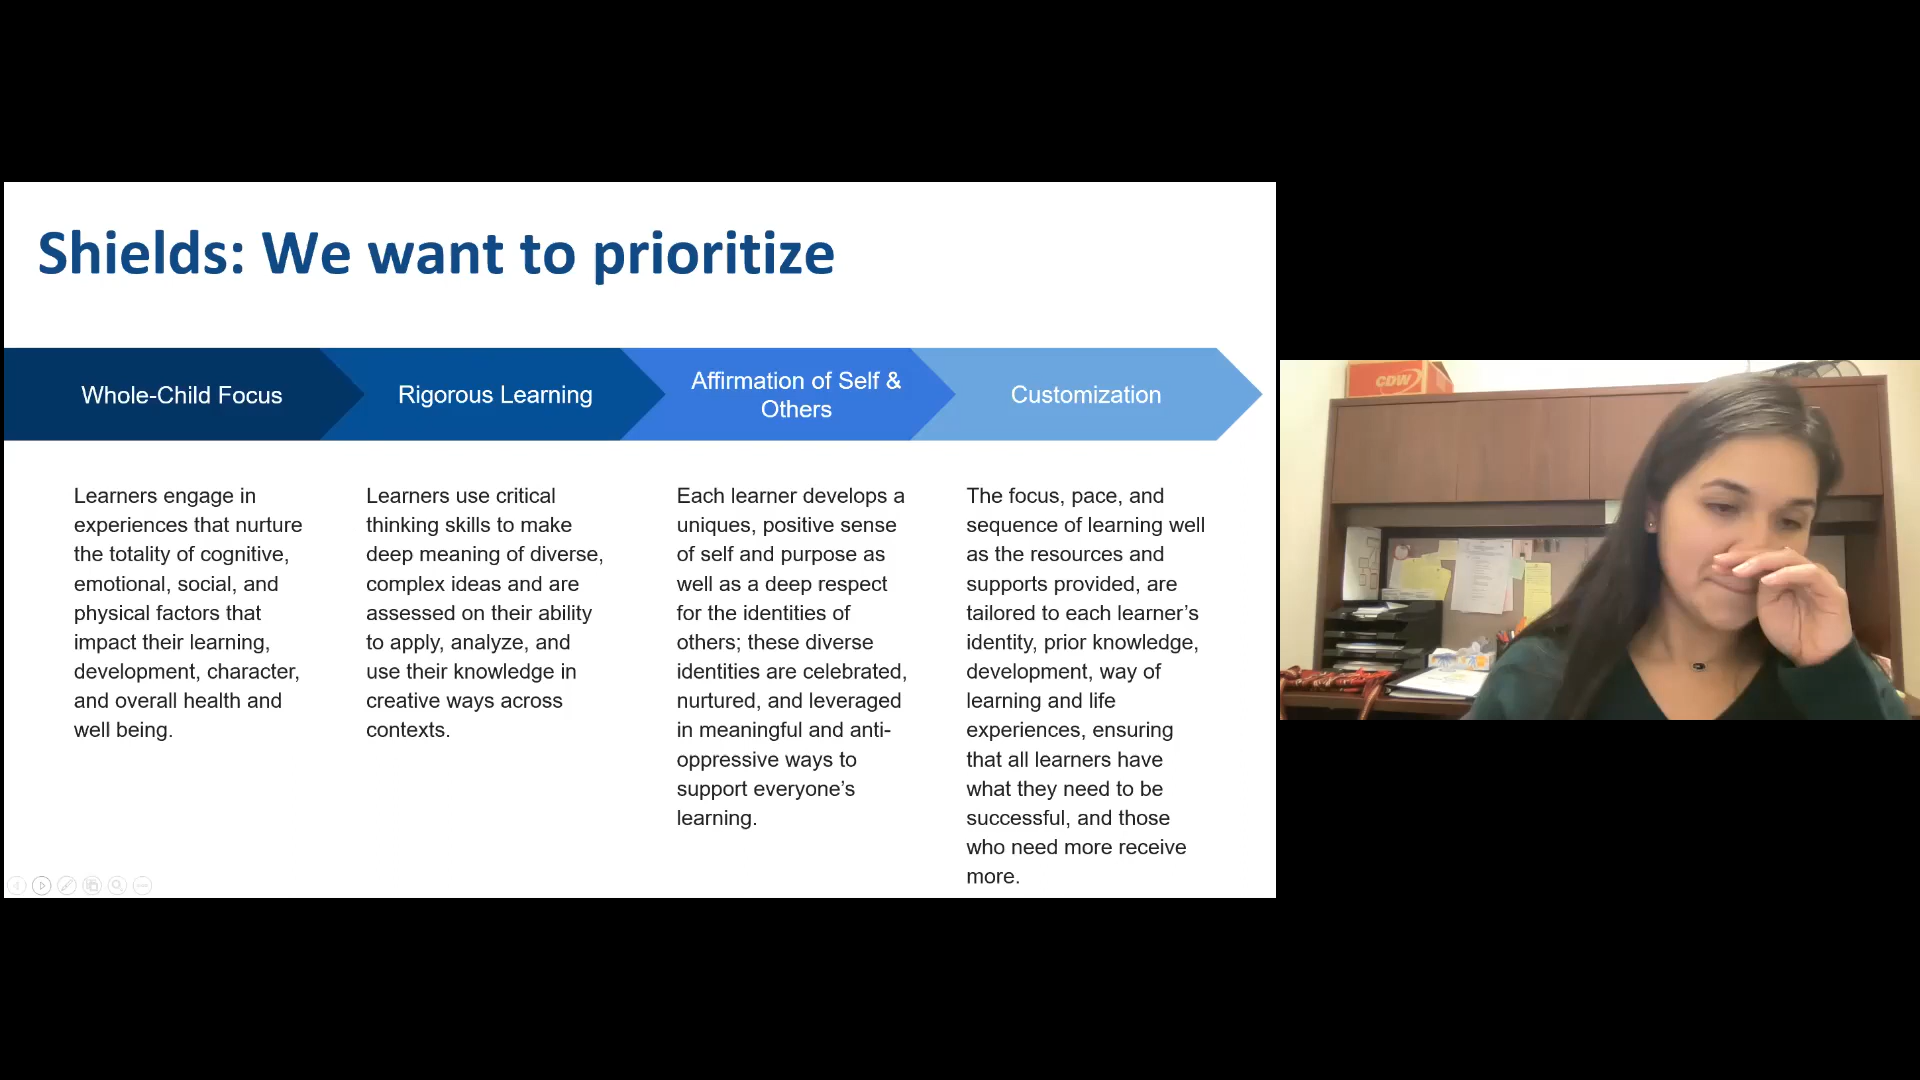 Shields: We want to prioritize
Whole-Child Focus
Rigorous Learning
Affirmation of Self &
Others
Customization
Learners engage in
experiences that nurture
the totality of cognitive,
emotional, social, and
physical factors that
impact their learning,
development, character,
and overall health and
well being.
Learners use critical
thinking skills to make
deep meaning of diverse,
complex ideas and are
assessed on their ability
to apply, analyze, and
use their knowledge in
creative ways across
contexts.
Each learner develops a
uniques, positive sense
of self and purpose as
well as a deep respect
for the identities of
others; these diverse
identities are celebrated,
nurtured, and leveraged
in meaningful and anti-
oppressive ways to
support everyone’s
learning.
The focus, pace, and
sequence of learning well
as the resources and
supports provided, are
tailored to each learner’s
identity, prior knowledge,
development, way of
learning and life
experiences, ensuring
that all learners have
what they need to be
successful, and those
who need more receive
more.
CDW